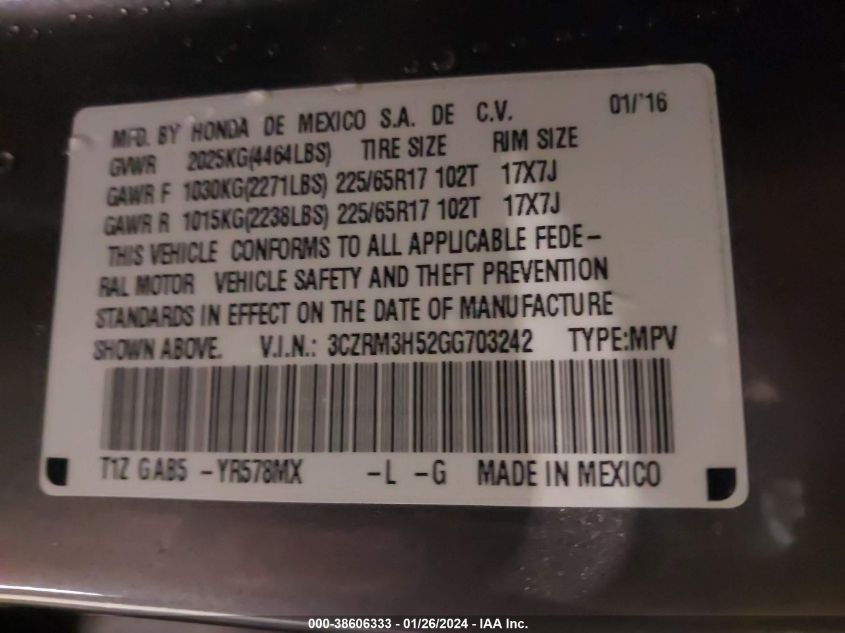 MFD. BY HONDA DE MEXICO S.A. DE C.V. 01/'16
GVWR 2025KG(4464LBS) TIRE SIZE RIM SIZE
GAWR F 1030KG(2271LBS) 225/65R17 102T 17X7J
GAWR R 1015KG(2238LBS) 225/65R17 102T 17X7J
THIS VEHICLE CONFORMS TO ALL APPLICABLE FEDE-
RAL MOTOR VEHICLE SAFETY AND THEFT PREVENTION
STANDARDS IN EFFECT ON THE DATE OF MANUFACTURE
SHOWN ABOVE. V.I.N.: 3CZRM3H52GG703242 TYPE:MPV
T1Z GAB5 -YR578MX -L -G MADE IN MEXICO
000-38606333 - 01/26/2024 - IAA Inc.